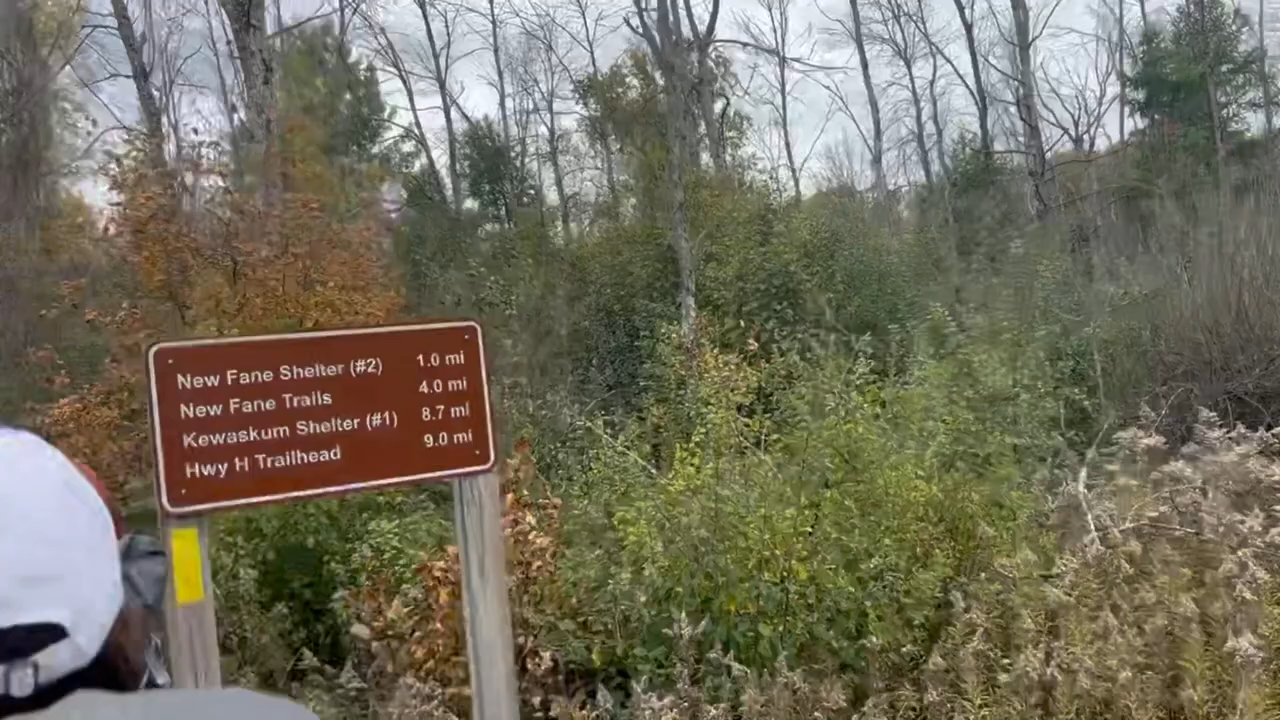 New Fane Shelter (#2) 1.0 mi
New Fane Trails 4.0 mi
Kewaskum Shelter (#1) 8.7 mi
Hwy H Trailhead 9.0 mi